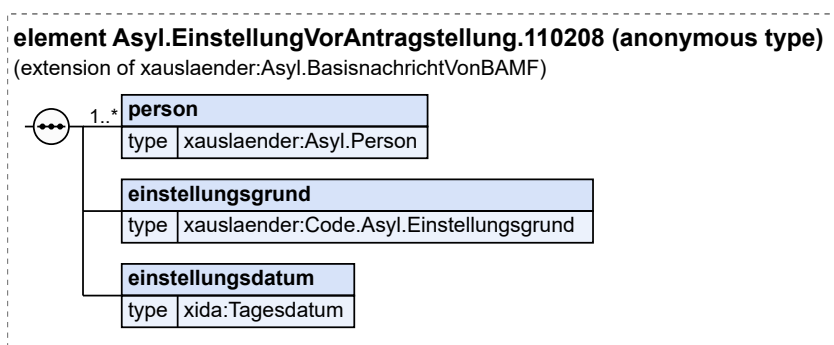 element Asyl.EinstellungVorAntragstellung.110208 (anonymous type)
(extension of xauslaender:Asyl.BasisnachrichtVonBAMF)
1..* person
type xauslaender:Asyl.Person
einstellungsgrund
type xauslaender:Code.Asyl.Einstellungsgrund
einstellungsdatum
type xida:Tagesdatum